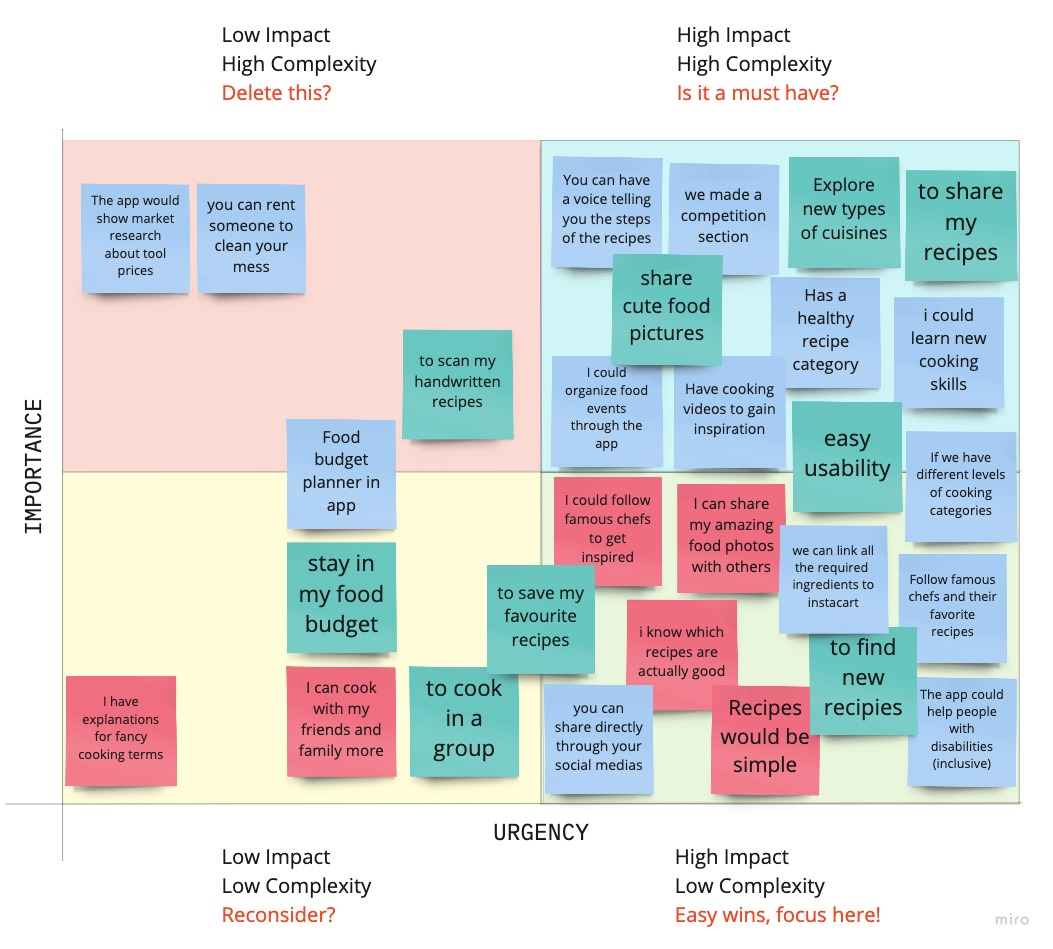 Low Impact
High Complexity
Delete this?
High Impact
High Complexity
Is it a must have?
The app would
show market
research
about tool
prices
you can rent
someone to
clean your
mess
You can have
a voice telling
you the steps
of the recipes
we made a
competition
section
Explore
new types
of cuisines
to share
my
recipes
share
cute food
pictures
Has a
healthy
recipe
category
i could
learn new
cooking
skills
to scan my
handwritten
recipes
I could
organize food
events
through the
app
Have cooking
videos to gain
inspiration
easy
usability
If we have
different levels
of cooking
categories
IMPORTANCE
Food
budget
planner in
app
stay in
my food
budget
I could follow
famous chefs
to get
inspired
I can share
my amazing
food photos
with others
we can link all
the required
ingredients to
instacart
Follow famous
chefs and their
favorite
recipes
to save my
favourite
recipes
i know which
recipes are
actually good
to find
new
recipies
I have
explanations
for fancy
cooking terms
I can cook
with my
friends and
family more
to cook
in a
group
you can
share directly
through your
social medias
Recipes
would be
simple
The app could
help people
with
disabilities
(inclusive)
URGENCY
Low Impact
Low Complexity
Reconsider?
High Impact
Low Complexity
Easy wins, focus here!
miro